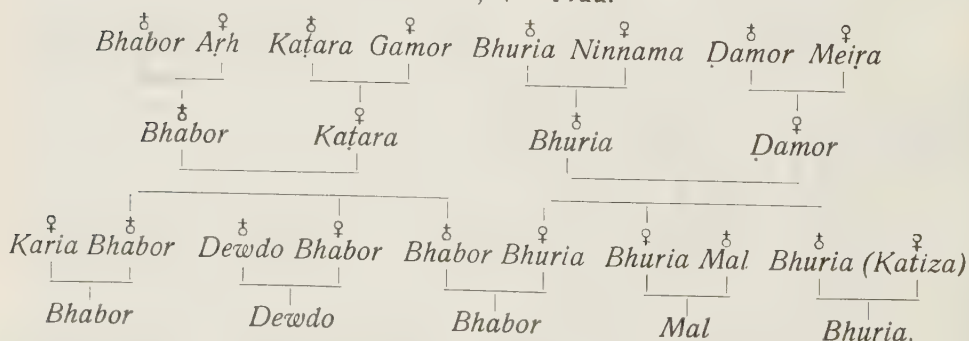 ♁ ♀ ♁ ♀ ♁ ♀ ♁ ♀
Bhabor Aṛh Kaṭara Gamor Bhuria Ninnama Ḍamor Meiṛa
♁ ♀ ♁ ♀
Bhabor Kaṭara Bhuria Ḍamor
♀ ♁ ♁ ♀ ♁ ♀ ♀ ♁ ♁ ♀
Karia Bhabor Dewdo Bhabor Bhabor Bhuria Bhuria Mal Bhuria (Katiza)
Bhabor Dewdo Bhabor Mal Bhuria.